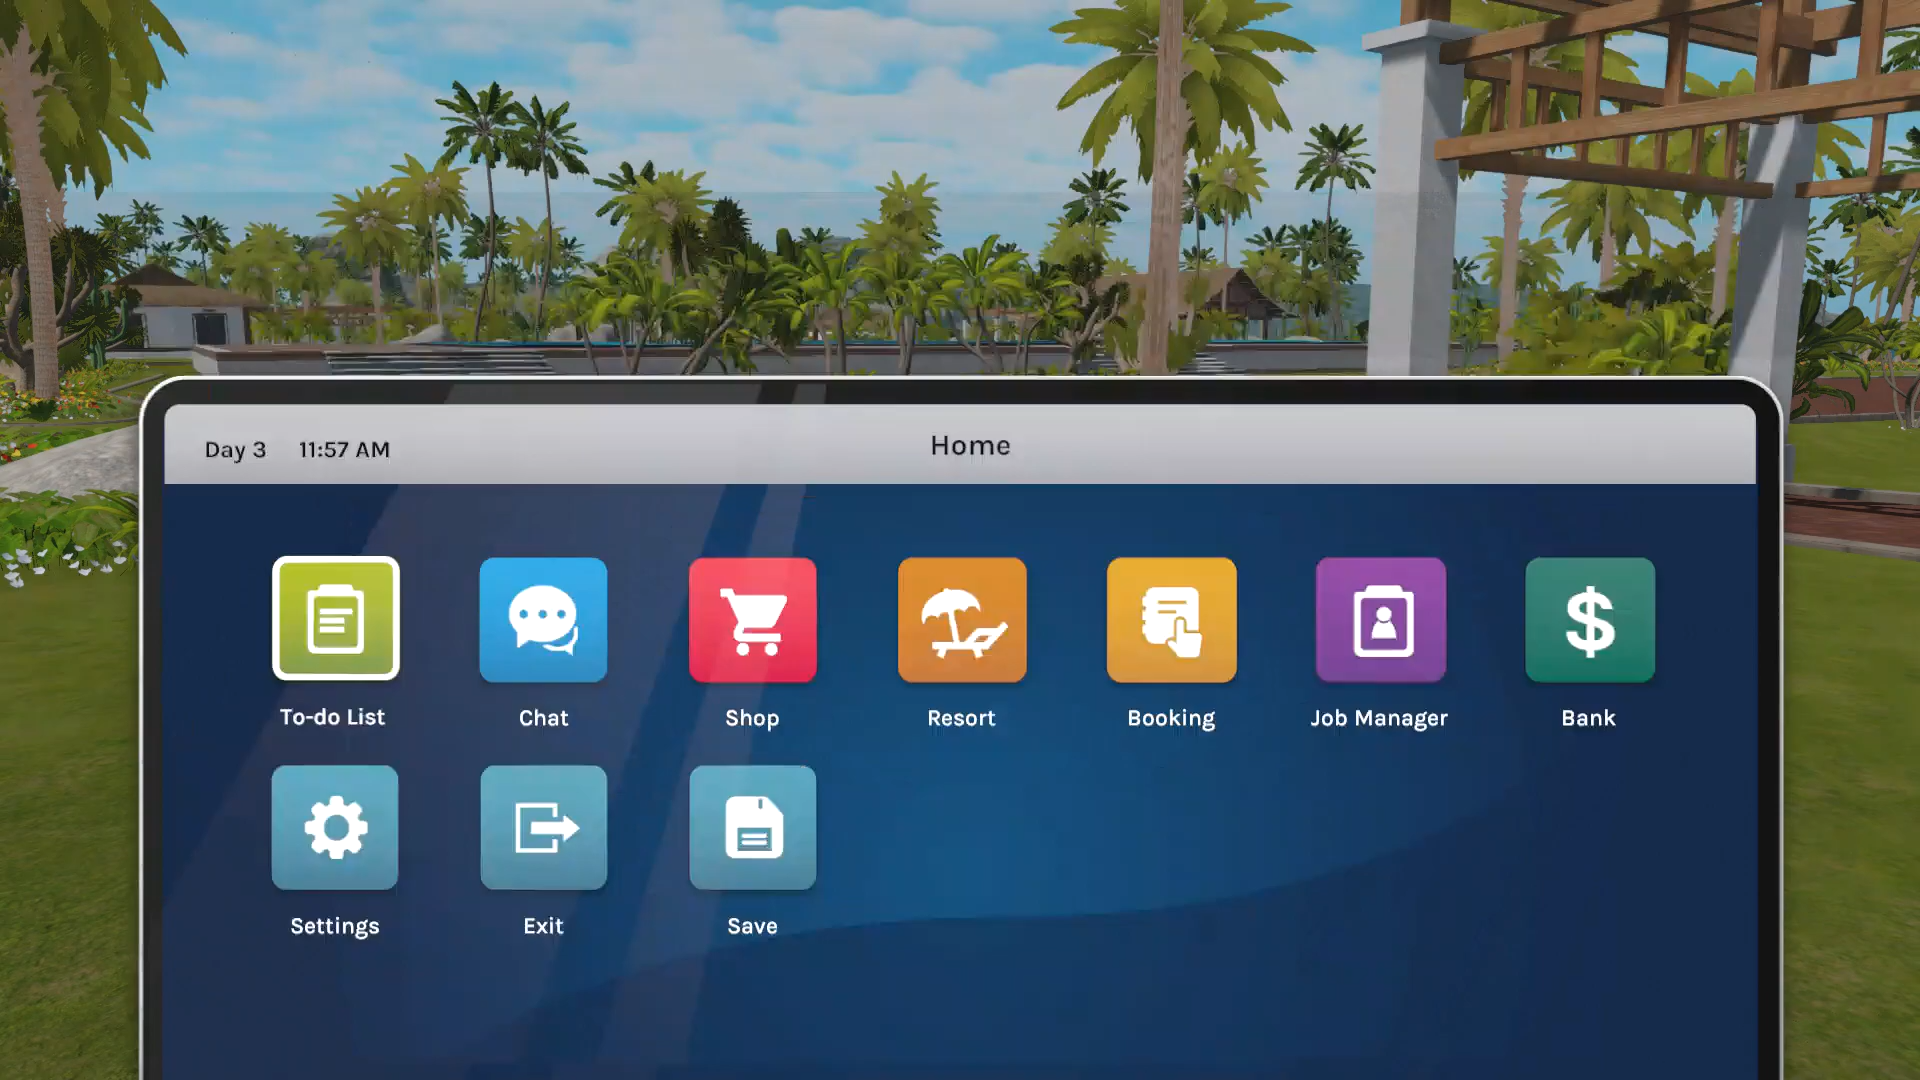 Day 3 11:57 AM
Home
To-do List
Chat
Shop
Resort
Booking
Job Manager
Bank
Settings
Exit
Save